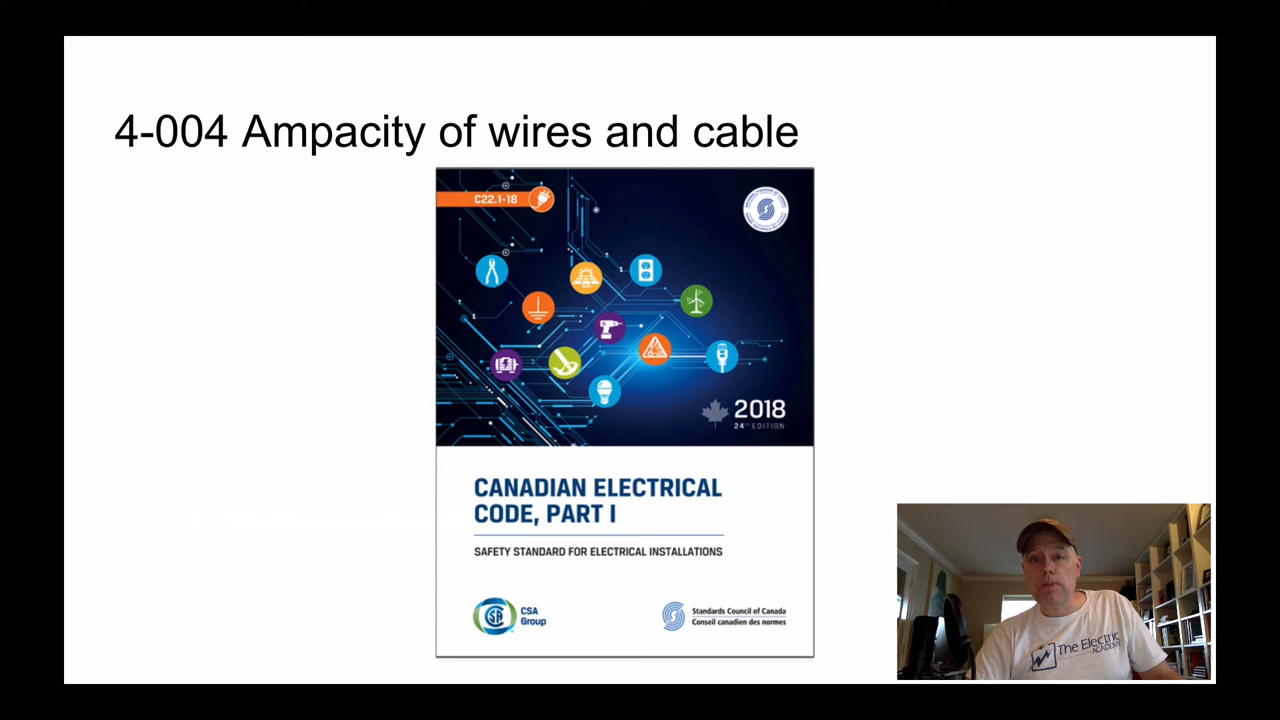 4-004 Ampacity of wires and cable
C22.1-18
2018
24TH EDITION
CANADIAN ELECTRICAL
CODE, PART I
SAFETY STANDARD FOR ELECTRICAL INSTALLATIONS
CSA
Group
Standards Council of Canada
Conseil canadien des normes
The Electric
ACADEMY